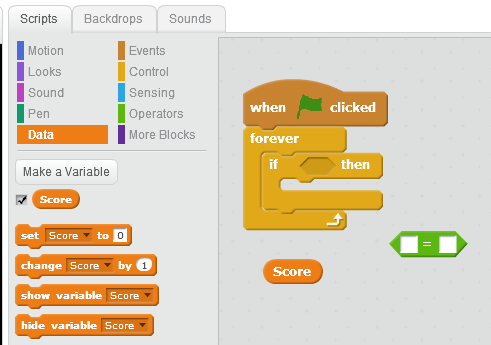 Scripts Backdrops Sounds
Motion Events
Looks Control
Sound Sensing
Pen Operators
Data More Blocks
Make a Variable
Score
set Score to 0
change Score by 1
show variable Score
hide variable Score
when clicked
forever
if then
=
Score